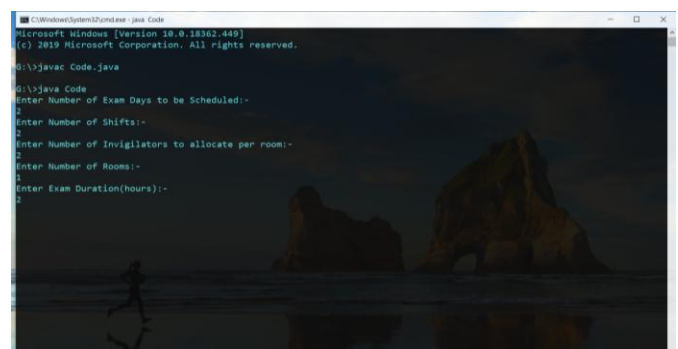 C:\Windows\System32\cmd.exe - java Code
Microsoft Windows [Version 10.0.18362.449]
(c) 2019 Microsoft Corporation. All rights reserved.
G:\>javac Code.java
G:\>java Code
Enter Number of Exam Days to be Scheduled:-
2
Enter Number of Shifts:-
2
Enter Number of Invigilators to allocate per room:-
2
Enter Number of Rooms:-
1
Enter Exam Duration(hours):-
2